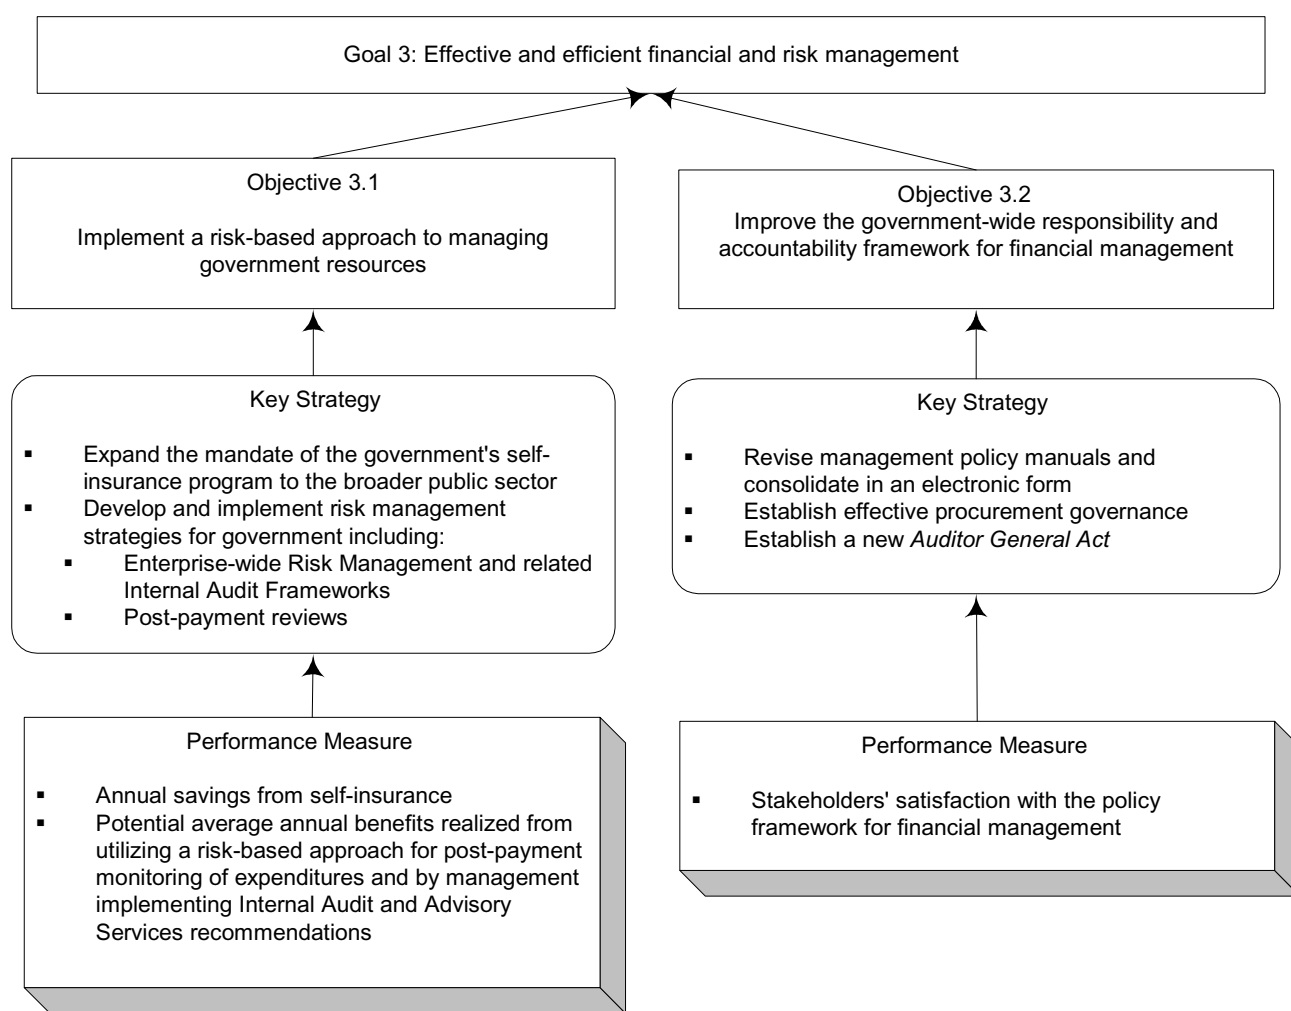 Goal 3: Effective and efficient financial and risk management
Objective 3.1
Implement a risk-based approach to managing
government resources
Objective 3.2
Improve the government-wide responsibility and
accountability framework for financial management
Key Strategy
▪ Expand the mandate of the government's self-
insurance program to the broader public sector
▪ Develop and implement risk management
strategies for government including:
▪ Enterprise-wide Risk Management and related
Internal Audit Frameworks
▪ Post-payment reviews
Key Strategy
▪ Revise management policy manuals and
consolidate in an electronic form
▪ Establish effective procurement governance
▪ Establish a new Auditor General Act
Performance Measure
▪ Annual savings from self-insurance
▪ Potential average annual benefits realized from
utilizing a risk-based approach for post-payment
monitoring of expenditures and by management
implementing Internal Audit and Advisory
Services recommendations
Performance Measure
▪ Stakeholders' satisfaction with the policy
framework for financial management